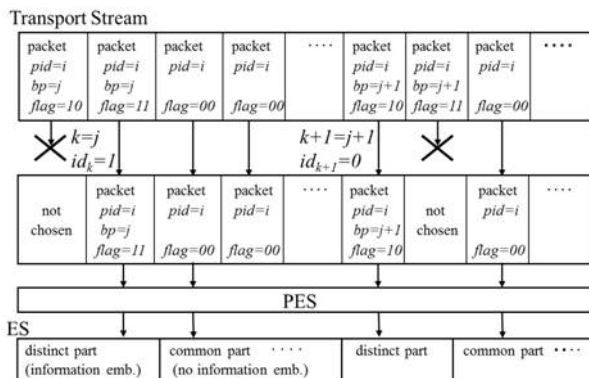 Transport Stream
packet packet packet packet ···· packet packet packet ····
pid=i pid=i pid=i pid=i pid=i pid=i pid=i
bp=j bp=j bp=j+1 bp=j+1
flag=10 flag=11 flag=00 flag=00 flag=10 flag=11 flag=00
k=j k+1=j+1
id_k=1 id_{k+1}=0
packet packet packet ···· packet packet ····
not pid=i pid=i pid=i pid=i not pid=i
chosen bp=j bp=j+1 chosen
flag=11 flag=00 flag=00 flag=10 flag=00
PES
ES
distinct part common part ···· distinct part common part ····
(information emb.) (no information emb.)